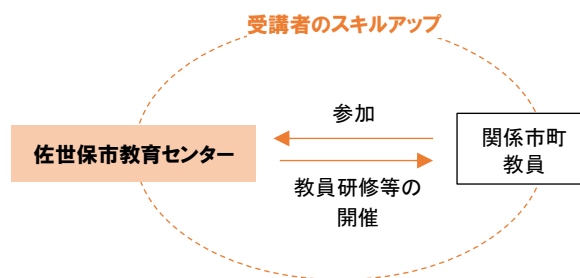 受講者のスキルアップ
参加
佐世保市教育センター
関係市町
教員
教員研修等の
開催